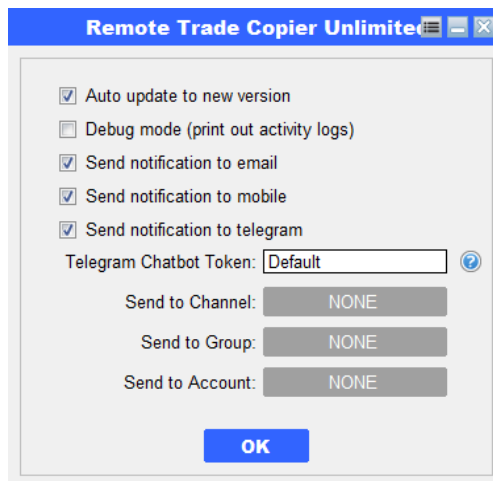 Remote Trade Copier Unlimited
Auto update to new version
Debug mode (print out activity logs)
Send notification to email
Send notification to mobile
Send notification to telegram
Telegram Chatbot Token: Default ?
Send to Channel: NONE
Send to Group: NONE
Send to Account: NONE
OK